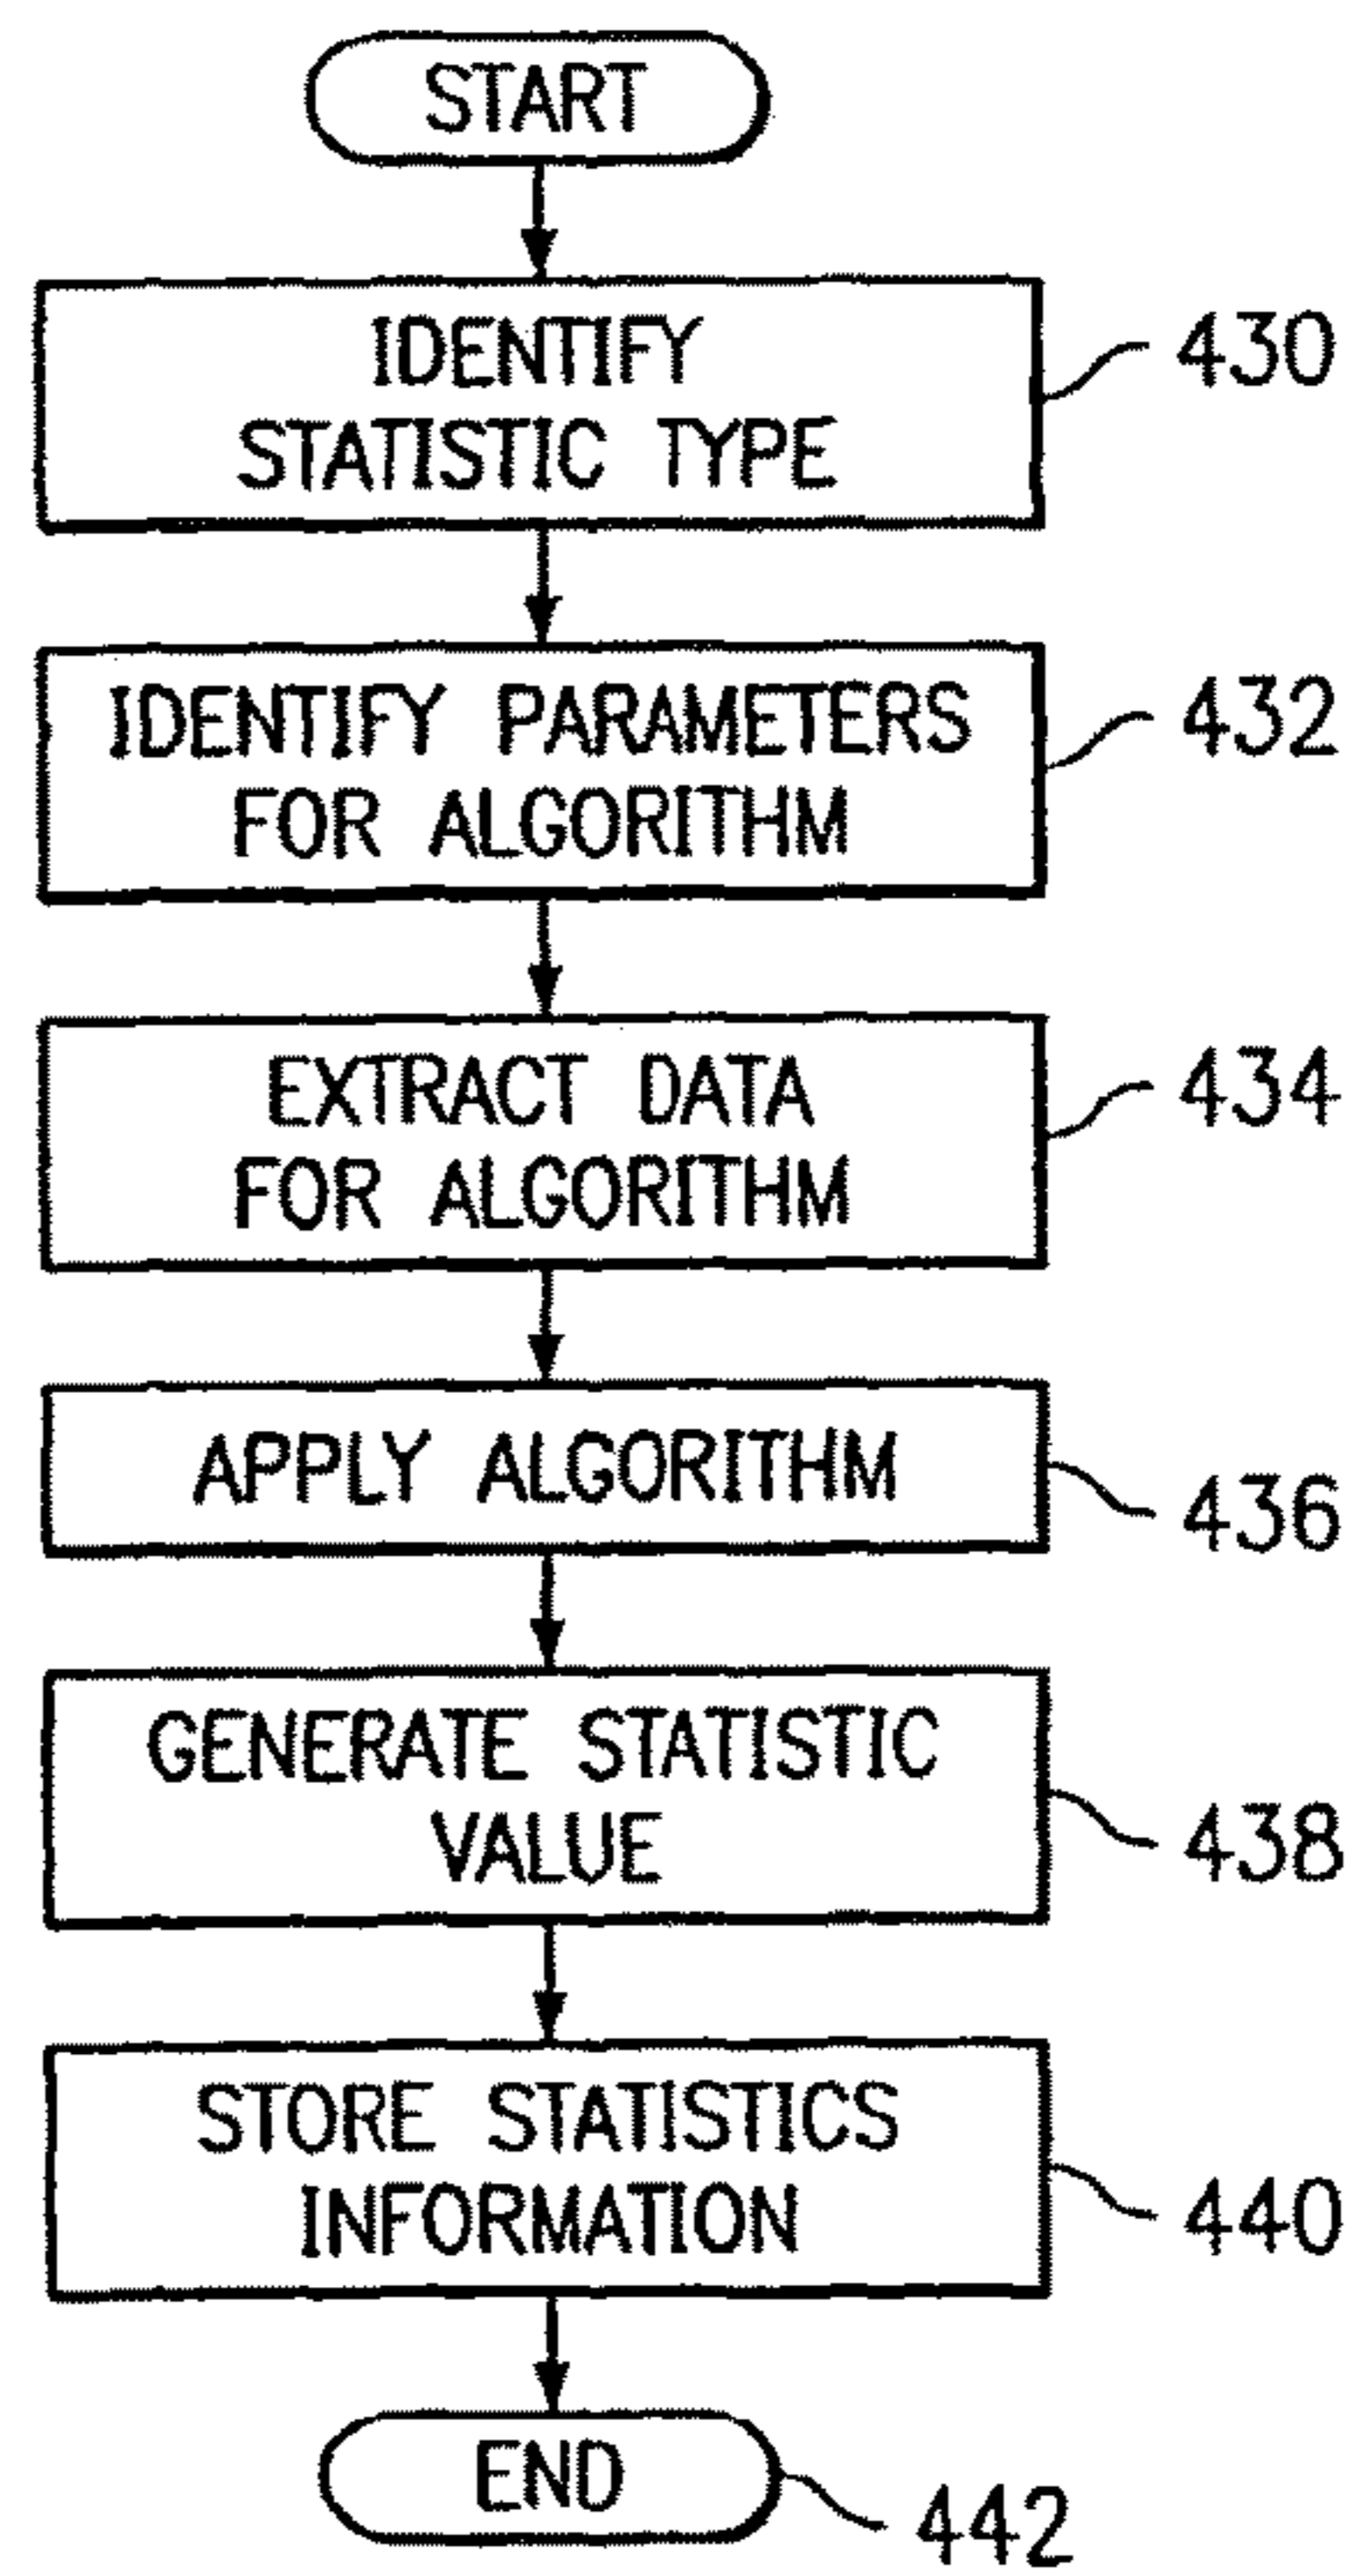 START
IDENTIFY
STATISTIC TYPE
430
IDENTIFY PARAMETERS
FOR ALGORITHM
432
EXTRACT DATA
FOR ALGORITHM
434
APPLY ALGORITHM
436
GENERATE STATISTIC
VALUE
438
STORE STATISTICS
INFORMATION
440
END
442